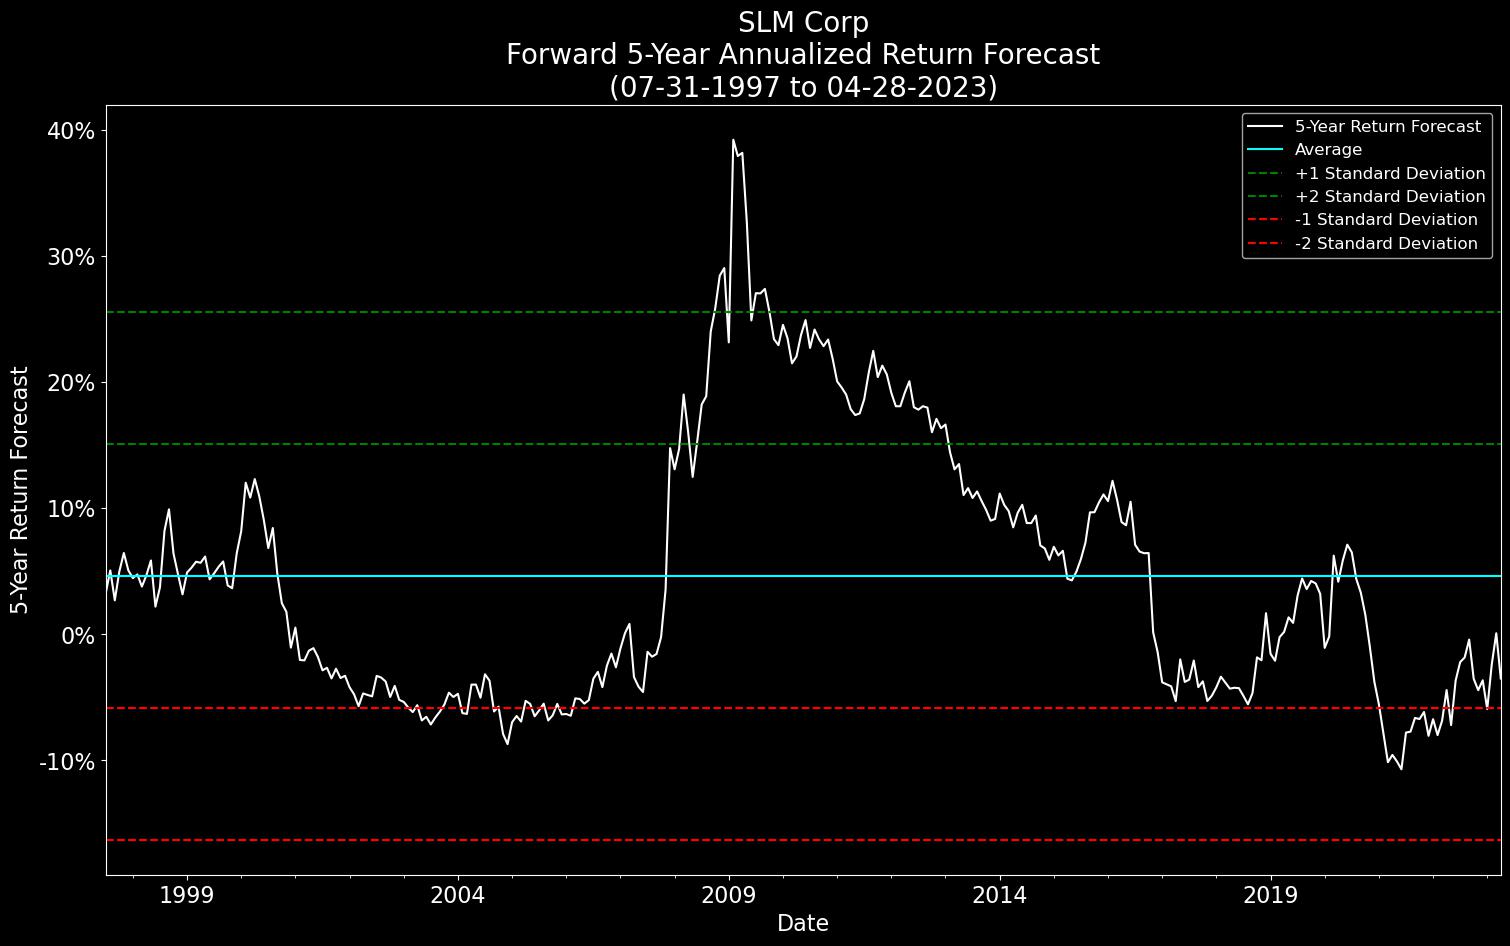 SLM Corp
Forward 5-Year Annualized Return Forecast
(07-31-1997 to 04-28-2023)
40%
30%
20%
10%
0%
-10%
5-Year Return Forecast
5-Year Return Forecast
Average
+1 Standard Deviation
+2 Standard Deviation
-1 Standard Deviation
-2 Standard Deviation
1999
2004
2009
2014
2019
Date